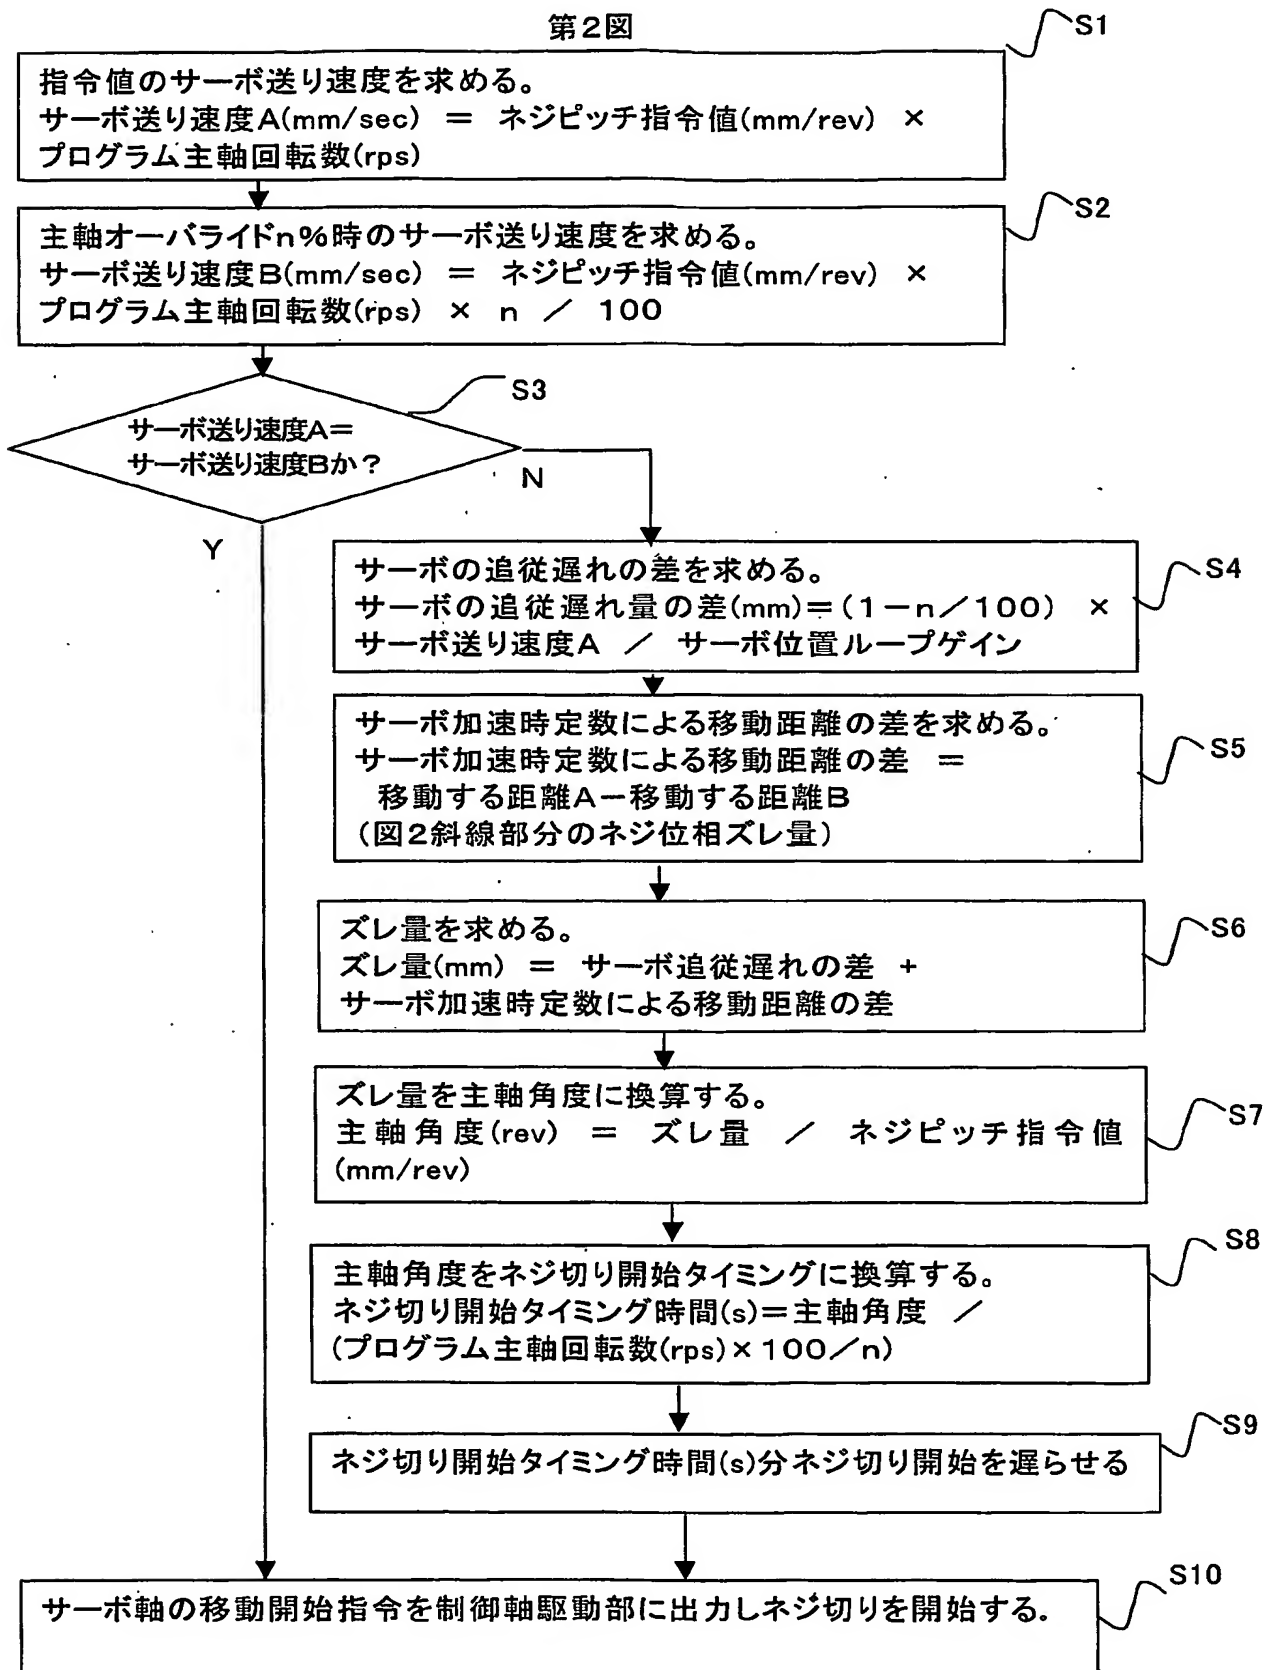 第2図
S1
指令値のサーボ送り速度を求める。
サーボ送り速度A(mm/sec) = ネジピッチ指令値(mm/rev) ×
プログラム主軸回転数(rps)
S2
主軸オーバライドn%時のサーボ送り速度を求める。
サーボ送り速度B(mm/sec) = ネジピッチ指令値(mm/rev) ×
プログラム主軸回転数(rps) × n / 100
S3
サーボ送り速度A=
サーボ送り速度Bか?
N
Y
S4
サーボの追従遅れの差を求める。
サーボの追従遅れ量の差(mm)=(1-n/100) ×
サーボ送り速度A / サーボ位置ループゲイン
S5
サーボ加速時定数による移動距離の差を求める。
サーボ加速時定数による移動距離の差 =
移動する距離A-移動する距離B
(図2斜線部分のネジ位相ズレ量)
S6
ズレ量を求める。
ズレ量(mm) = サーボ追従遅れの差 +
サーボ加速時定数による移動距離の差
S7
ズレ量を主軸角度に換算する。
主軸角度(rev) = ズレ量 / ネジピッチ指令値
(mm/rev)
S8
主軸角度をネジ切り開始タイミングに換算する。
ネジ切り開始タイミング時間(s)=主軸角度 /
(プログラム主軸回転数(rps)×100/n)
S9
ネジ切り開始タイミング時間(s)分ネジ切り開始を遅らせる
S10
サーボ軸の移動開始指令を制御軸駆動部に出力しネジ切りを開始する。